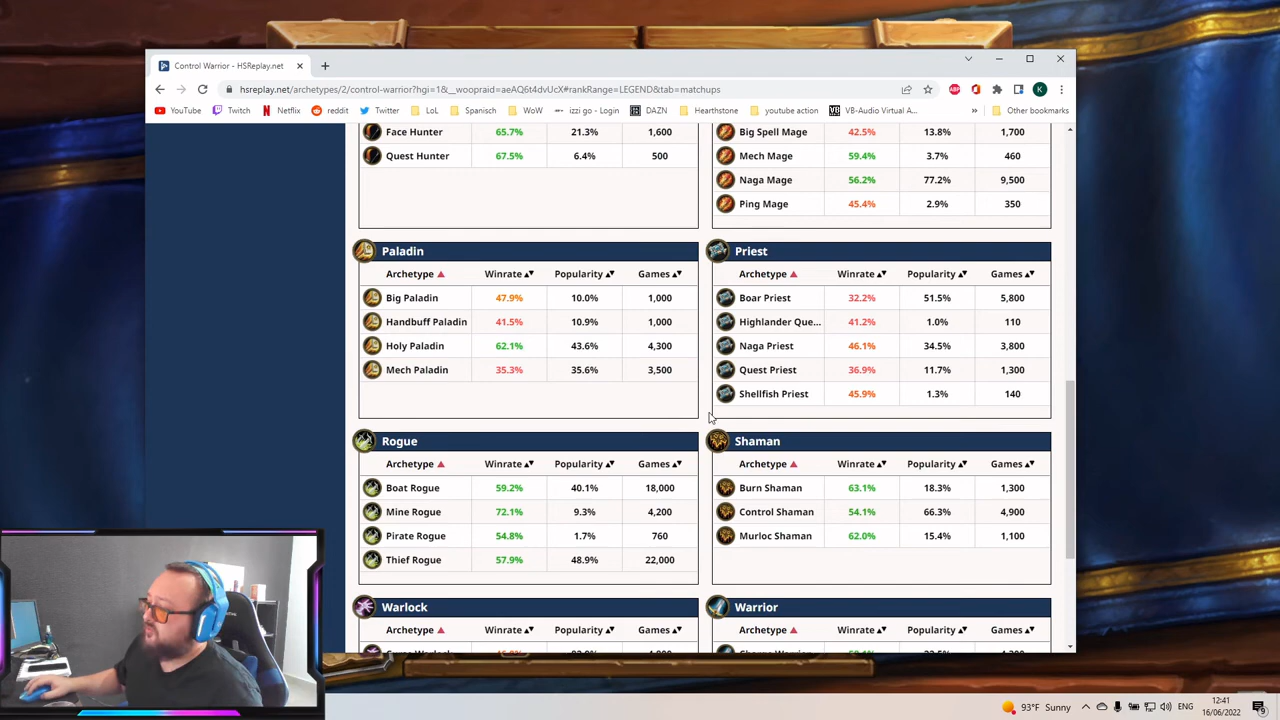 Control Warrior - HSReplay.net
hsreplay.net/archetypes/2/control-warrior?hgi=1&__woopraid=aeAQ6t4dvUcX#rankRange=LEGEND&tab=matchups
YouTube Twitch Netflix reddit Twitter LoL Spanisch WoW izzi go - Login DAZN Hearthstone youtube action VB-Audio Virtual A... » Other bookmarks
Face Hunter 65.7% 21.3% 1,600
Quest Hunter 67.5% 6.4% 500
Big Spell Mage 42.5% 13.8% 1,700
Mech Mage 59.4% 3.7% 460
Naga Mage 56.2% 77.2% 9,500
Ping Mage 45.4% 2.9% 350
Paladin
Archetype Winrate Popularity Games
Big Paladin 47.9% 10.0% 1,000
Handbuff Paladin 41.5% 10.9% 1,000
Holy Paladin 62.1% 43.6% 4,300
Mech Paladin 35.3% 35.6% 3,500
Priest
Archetype Winrate Popularity Games
Boar Priest 32.2% 51.5% 5,800
Highlander Que... 41.2% 1.0% 110
Naga Priest 46.1% 34.5% 3,800
Quest Priest 36.9% 11.7% 1,300
Shellfish Priest 45.9% 1.3% 140
Rogue
Archetype Winrate Popularity Games
Boat Rogue 59.2% 40.1% 18,000
Mine Rogue 72.1% 9.3% 4,200
Pirate Rogue 54.8% 1.7% 760
Thief Rogue 57.9% 48.9% 22,000
Shaman
Archetype Winrate Popularity Games
Burn Shaman 63.1% 18.3% 1,300
Control Shaman 54.1% 66.3% 4,900
Murloc Shaman 62.0% 15.4% 1,100
Warlock
Archetype Winrate Popularity Games
Warrior
Archetype Winrate Popularity Games
93°F Sunny ENG 12:41
16/06/2022